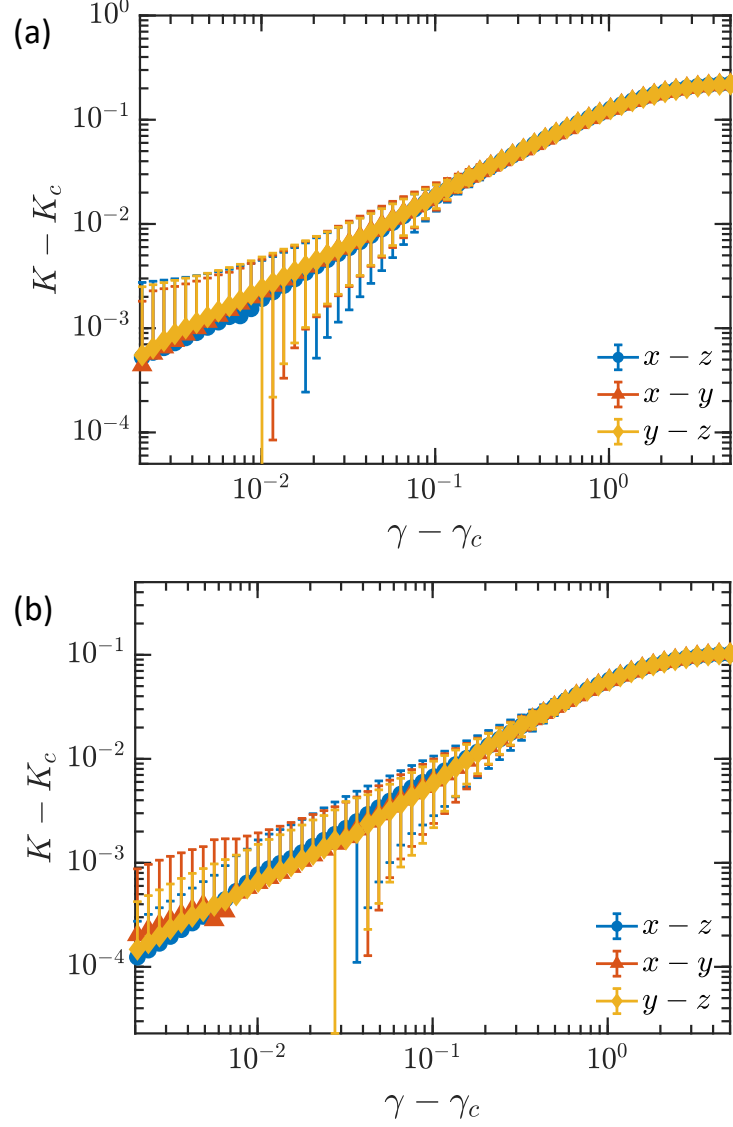 (a)
10^0
10^{-1}
10^{-2}
10^{-3}
10^{-4}
K − K_c
x − z
x − y
y − z
10^{-2} 10^{-1} 10^0
γ − γ_c
(b)
10^{-1}
10^{-2}
10^{-3}
10^{-4}
K − K_c
x − z
x − y
y − z
10^{-2} 10^{-1} 10^0
γ − γ_c